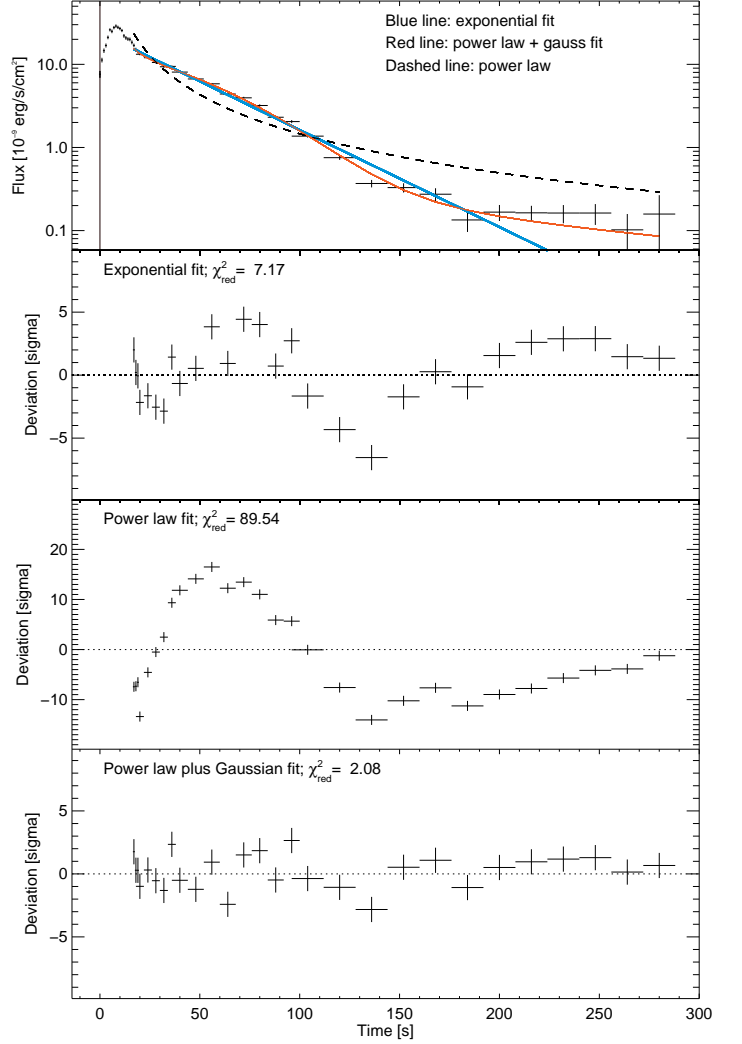 Blue line: exponential fit
Red line: power law + gauss fit
Dashed line: power law
Flux [10⁻⁹ erg/s/cm²]
10.0
1.0
0.1
Exponential fit; χ²red= 7.17
Deviation [sigma]
5
0
−5
Power law fit; χ²red= 89.54
Deviation [sigma]
20
10
0
−10
Power law plus Gaussian fit; χ²red= 2.08
Deviation [sigma]
5
0
−5
0 50 100 150 200 250 300
Time [s]